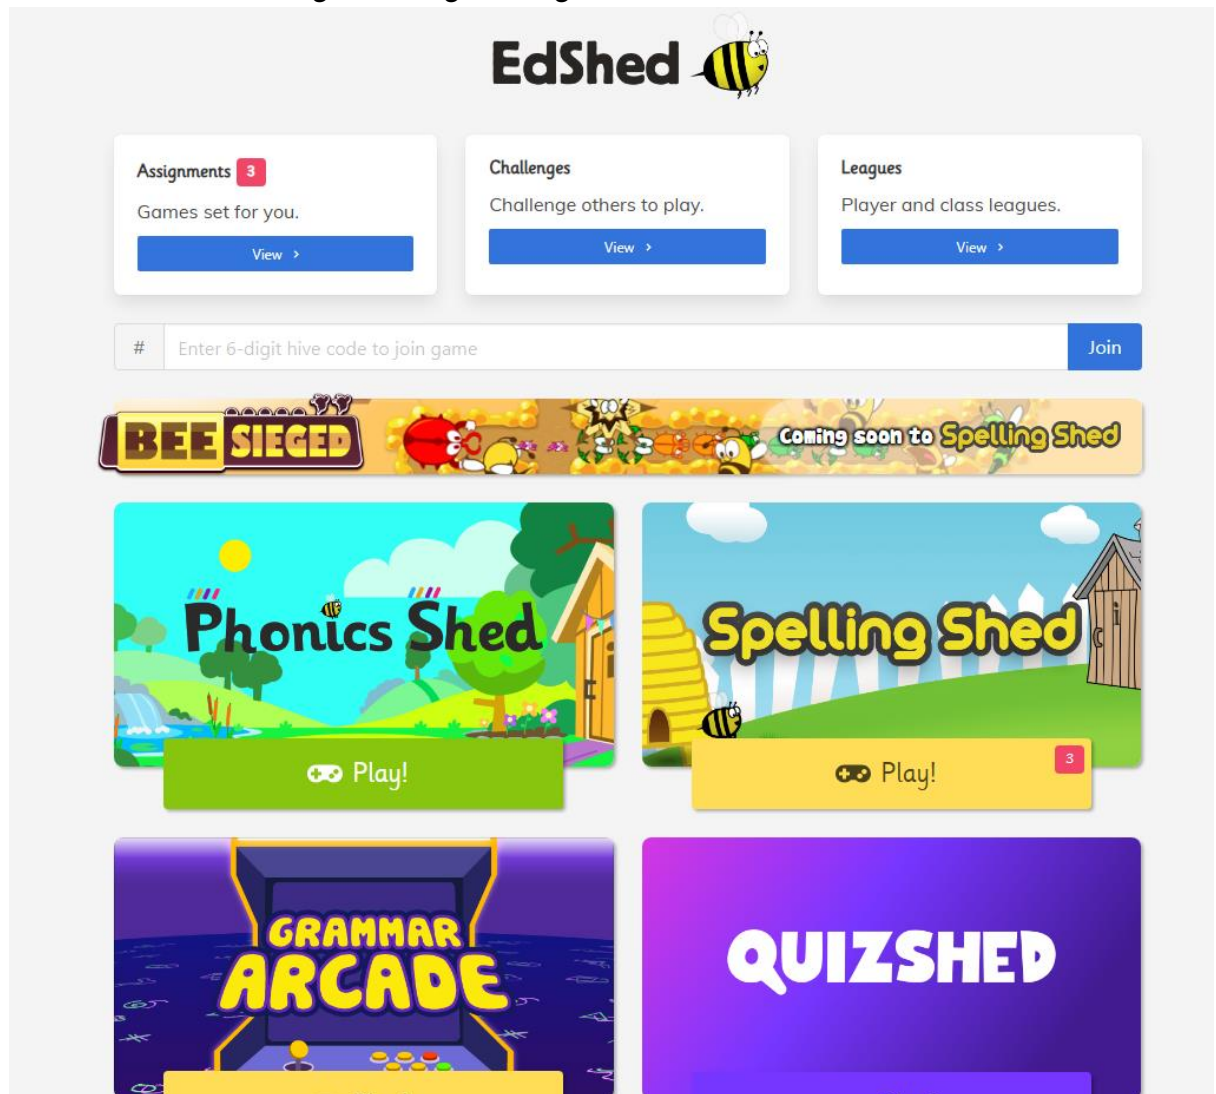 EdShed
Assignments 3
Games set for you.
View >
Challenges
Challenge others to play.
View >
Leagues
Player and class leagues.
View >
# Enter 6-digit hive code to join game Join
BEE SIEGED Coming soon to Spelling Shed
Phonics Shed
Play!
Spelling Shed
Play! 3
GRAMMAR
ARCADE
QUIZSHED